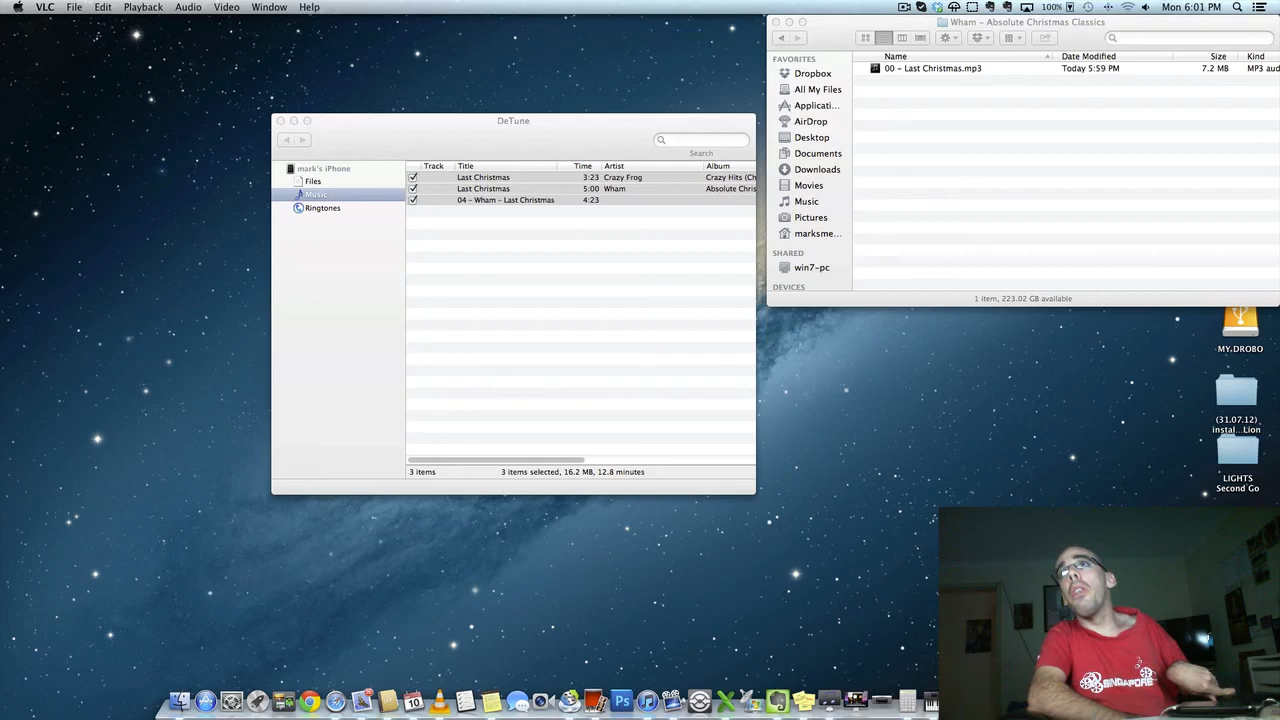 VLC File Edit Playback Audio Video Window Help
100% Mon 6:01 PM
Wham – Absolute Christmas Classics
FAVORITES
Dropbox
All My Files
Applicati...
AirDrop
Desktop
Documents
Downloads
Movies
Music
Pictures
marksme...
SHARED
win7-pc
DEVICES
Name Date Modified Size Kind
00 – Last Christmas.mp3 Today 5:59 PM 7.2 MB MP3 aud
1 item, 223.02 GB available
DeTune
Search
mark's iPhone
Files
Music
Ringtones
Track Title Time Artist Album
Last Christmas 3:23 Crazy Frog Crazy Hits (Ch
Last Christmas 5:00 Wham Absolute Chris
04 – Wham – Last Christmas 4:23
3 items 3 items selected, 16.2 MB, 12.8 minutes
MY.DROBO
(31.07.12)
instal...Lion
LIGHTS
Second Go
SINGAPORE
10
Ps